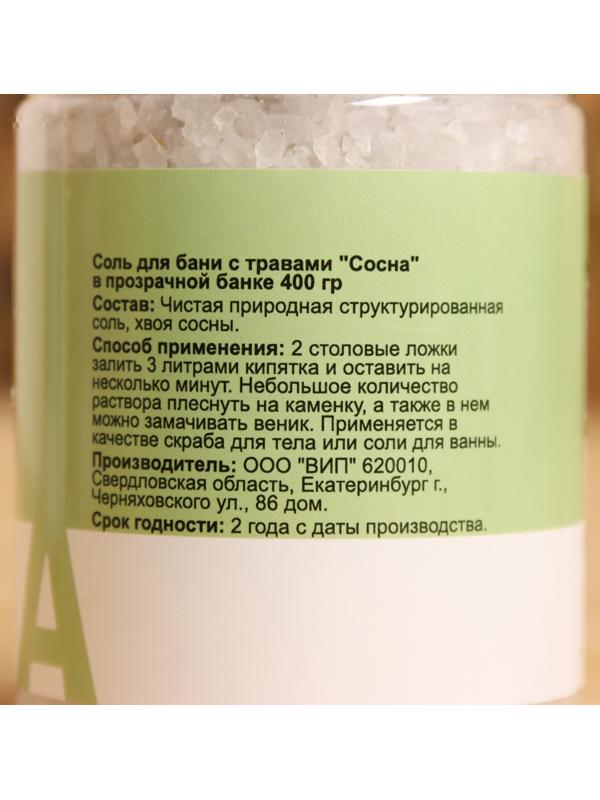 Соль для бани с травами "Сосна"
в прозрачной банке 400 гр
Состав: Чистая природная структурированная
соль, хвоя сосны.
Способ применения: 2 столовые ложки
залить 3 литрами кипятка и оставить на
несколько минут. Небольшое количество
раствора плеснуть на каменку, а также в нем
можно замачивать веник. Применяется в
качестве скраба для тела или соли для ванны.
Производитель: ООО "ВИП" 620010,
Свердловская область, Екатеринбург г.,
Черняховского ул., 86 дом.
Срок годности: 2 года с даты производства.
А